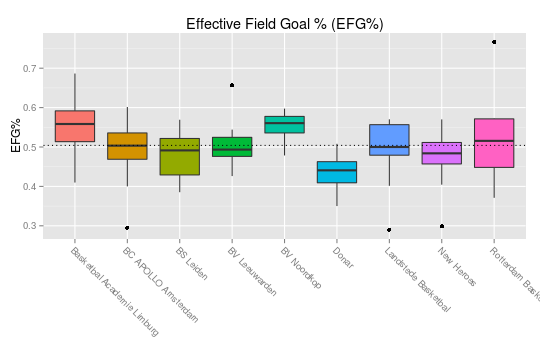 Effective Field Goal % (EFG%)
EFG%
0.7
0.6
0.5
0.4
0.3
Basketbal Academie Limburg
BC APOLLO Amsterdam
BS Leiden
BV Leeuwarden
BV Noordkop
Donar
Landstede Basketbal
New Heroes
Rotterdam Bask